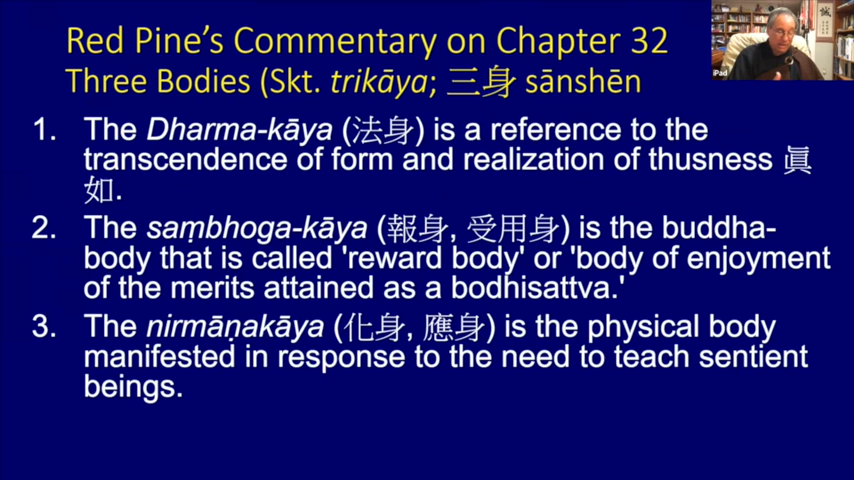 Red Pine's Commentary on Chapter 32
Three Bodies (Skt. trikāya; 三身 sānshēn
1. The Dharma-kāya (法身) is a reference to the
transcendence of form and realization of thusness 眞
如.
2. The saṃbhoga-kāya (報身, 受用身) is the buddha-
body that is called 'reward body' or 'body of enjoyment
of the merits attained as a bodhisattva.'
3. The nirmāṇakāya (化身, 應身) is the physical body
manifested in response to the need to teach sentient
beings.
iPad
誠